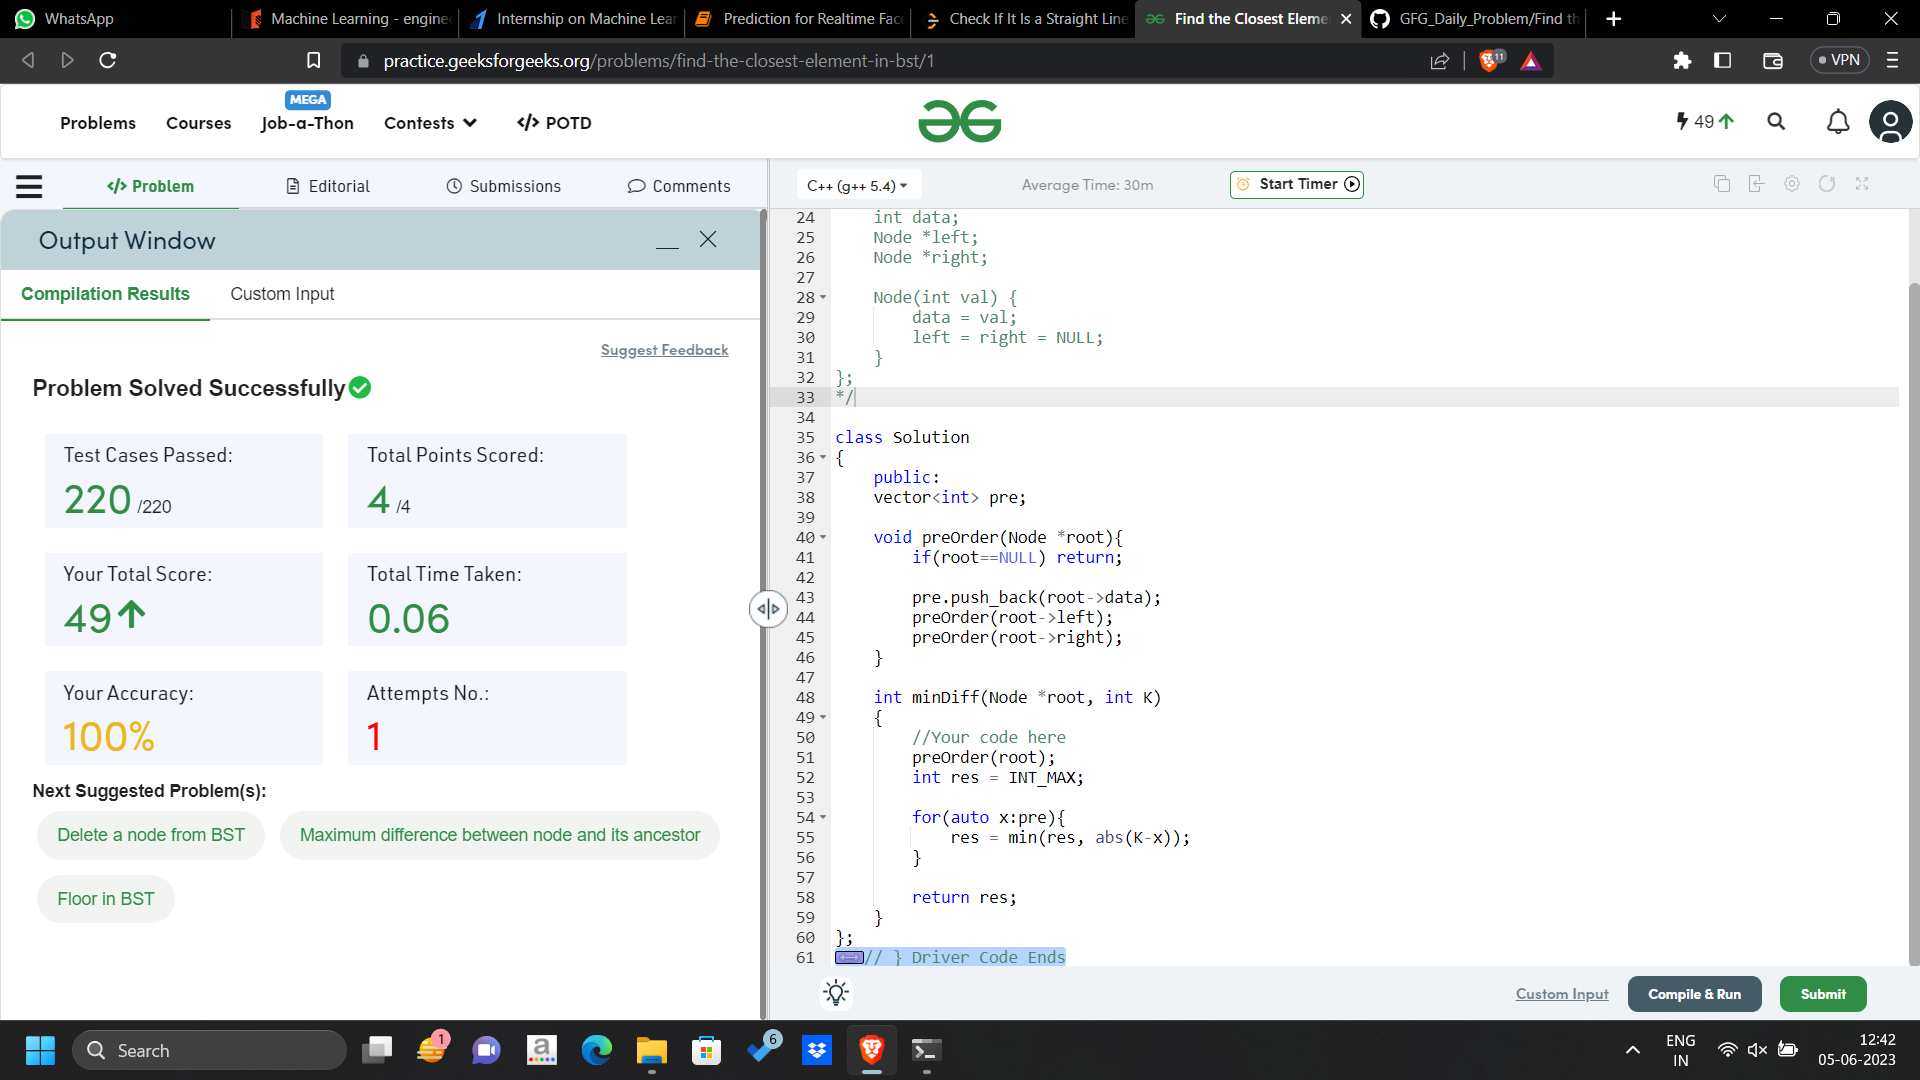 WhatsApp
Machine Learning - engine
Internship on Machine Lear
Prediction for Realtime Fac
Check If It Is a Straight Line
Find the Closest Eleme
GFG_Daily_Problem/Find th
practice.geeksforgeeks.org/problems/find-the-closest-element-in-bst/1
11
VPN
Problems
Courses
MEGA
Job-a-Thon
Contests
</> POTD
49
</> Problem
Editorial
Submissions
Comments
C++ (g++ 5.4)
Average Time: 30m
Start Timer
Output Window
Compilation Results
Custom Input
Suggest Feedback
Problem Solved Successfully
Test Cases Passed:
220 /220
Total Points Scored:
4 /4
Your Total Score:
49
Total Time Taken:
0.06
Your Accuracy:
100%
Attempts No.:
1
Next Suggested Problem(s):
Delete a node from BST
Maximum difference between node and its ancestor
Floor in BST
24 int data;
25 Node *left;
26 Node *right;
27
28 Node(int val) {
29 data = val;
30 left = right = NULL;
31 }
32 };
33 */
34
35 class Solution
36 {
37 public:
38 vector<int> pre;
39
40 void preOrder(Node *root){
41 if(root==NULL) return;
42
43 pre.push_back(root->data);
44 preOrder(root->left);
45 preOrder(root->right);
46 }
47
48 int minDiff(Node *root, int K)
49 {
50 //Your code here
51 preOrder(root);
52 int res = INT_MAX;
53
54 for(auto x:pre){
55 res = min(res, abs(K-x));
56 }
57
58 return res;
59 }
60 };
61 // } Driver Code Ends
Custom Input
Compile & Run
Submit
Search
1
a
6
ENG
IN
12:42
05-06-2023